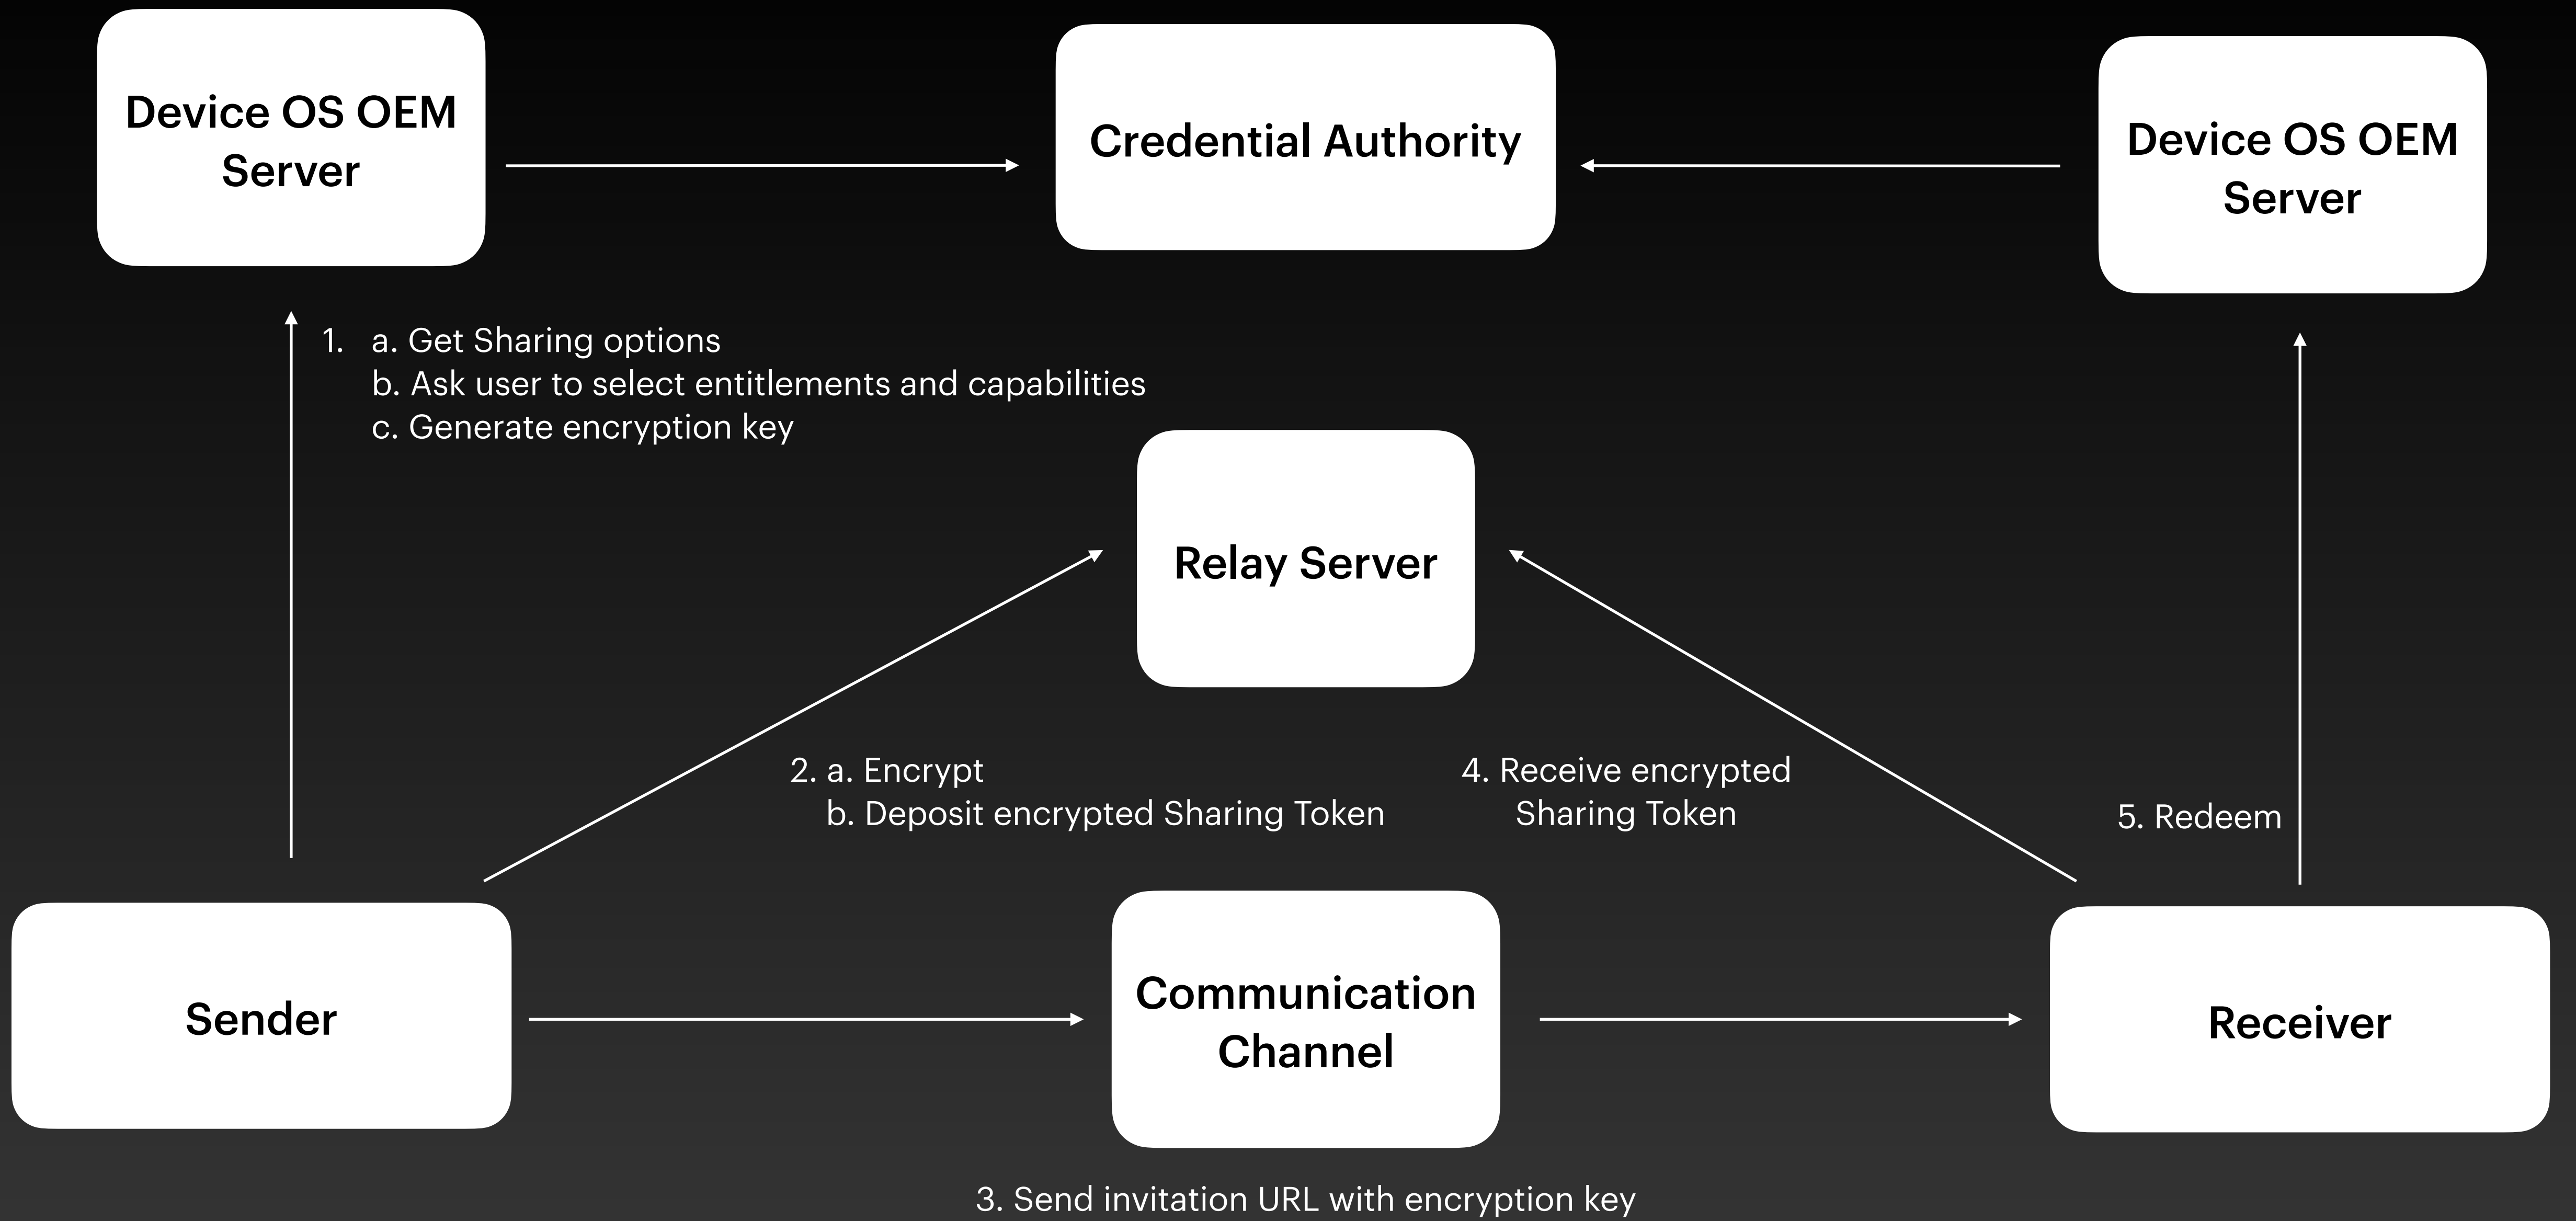 Device OS OEM
Server
Credential Authority
Device OS OEM
Server
1. a. Get Sharing options
b. Ask user to select entitlements and capabilities
c. Generate encryption key
Relay Server
2. a. Encrypt
b. Deposit encrypted Sharing Token
4. Receive encrypted
Sharing Token
5. Redeem
Sender
Communication
Channel
Receiver
3. Send invitation URL with encryption key